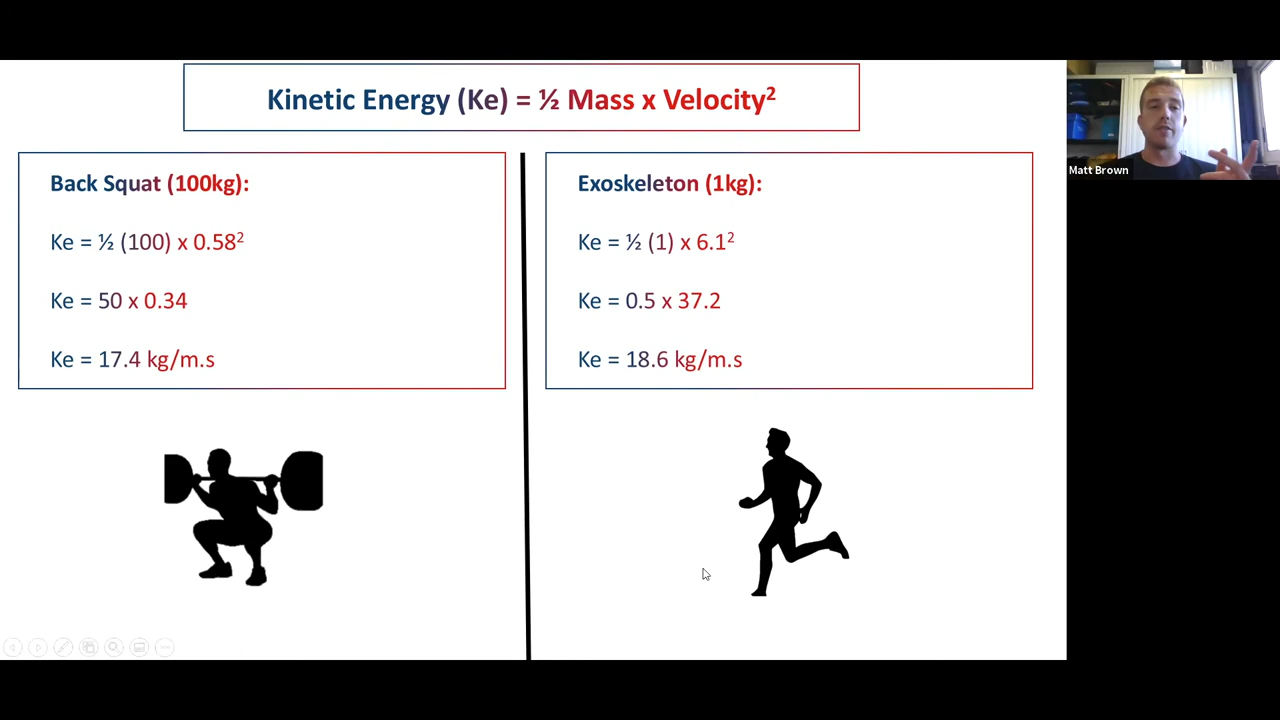 Kinetic Energy (Ke) = ½ Mass x Velocity²
Back Squat (100kg):
Ke = ½ (100) x 0.58²
Ke = 50 x 0.34
Ke = 17.4 kg/m.s
Exoskeleton (1kg):
Ke = ½ (1) x 6.1²
Ke = 0.5 x 37.2
Ke = 18.6 kg/m.s
Matt Brown